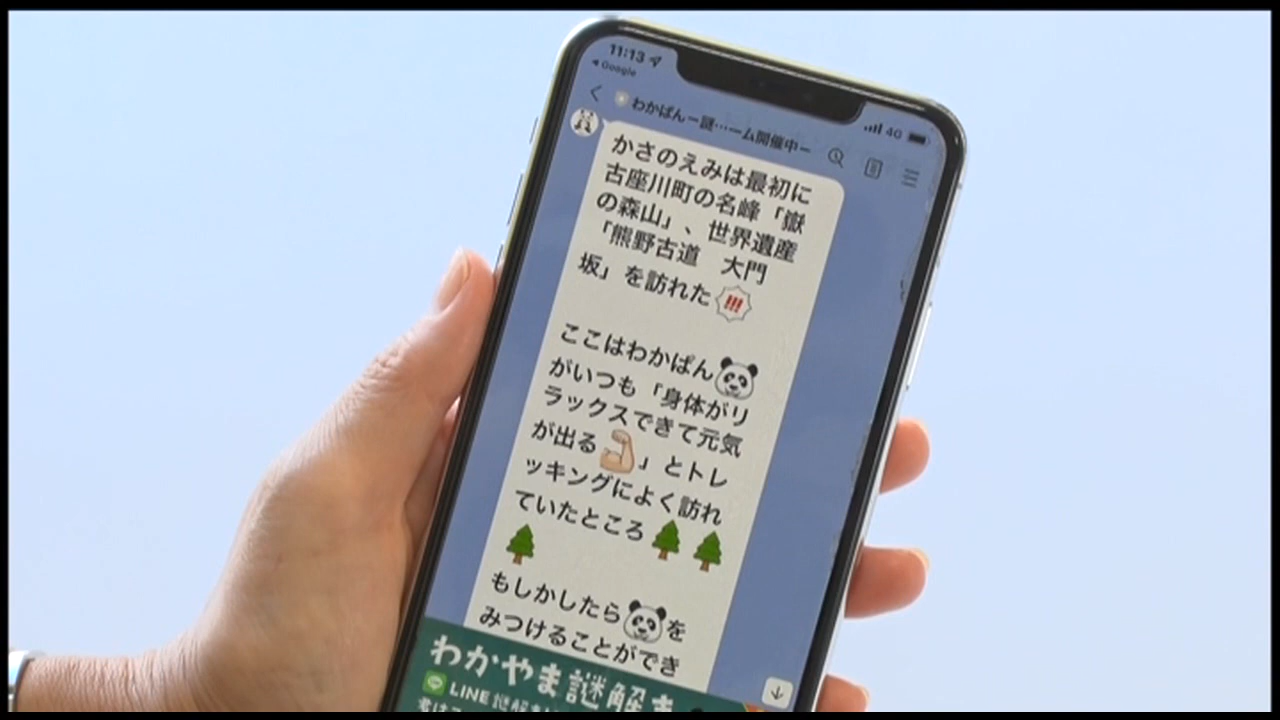 11:13
Google
わかぱんー謎…ーム開催中ー
4G
かさのえみは最初に
古座川町の名峰「嶽
の森山」、世界遺産
「熊野古道　大門
坂」を訪れた!!!
ここはわかぱん
がいつも「身体がリ
ラックスできて元気
が出る」とトレ
ッキングによく訪れ
ていたところ
もしかしたらを
みつけることができ
わかやま謎解き
LINE 謎解き